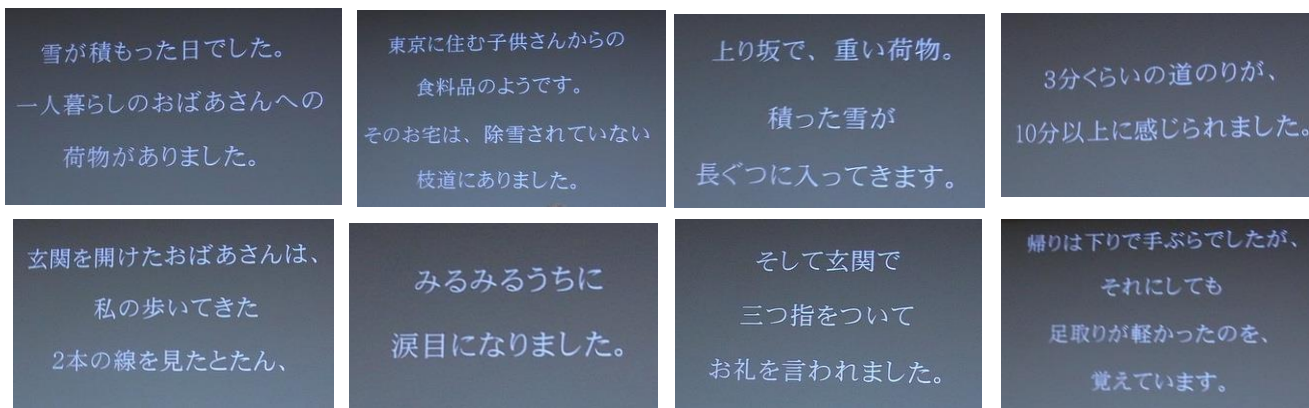 雪が積もった日でした。
一人暮らしのおばあさんへの
荷物がありました。
東京に住む子供さんからの
食料品のようです。
そのお宅は、除雪されていない
枝道にありました。
上り坂で、重い荷物。
積った雪が
長ぐつに入ってきます。
3分くらいの道のりが、
10分以上に感じられました。
玄関を開けたおばあさんは、
私の歩いてきた
2本の線を見たとたん、
みるみるうちに
涙目になりました。
そして玄関で
三つ指をついて
お礼を言われました。
帰りは下りで手ぶらでしたが、
それにしても
足取りが軽かったのを、
覚えています。